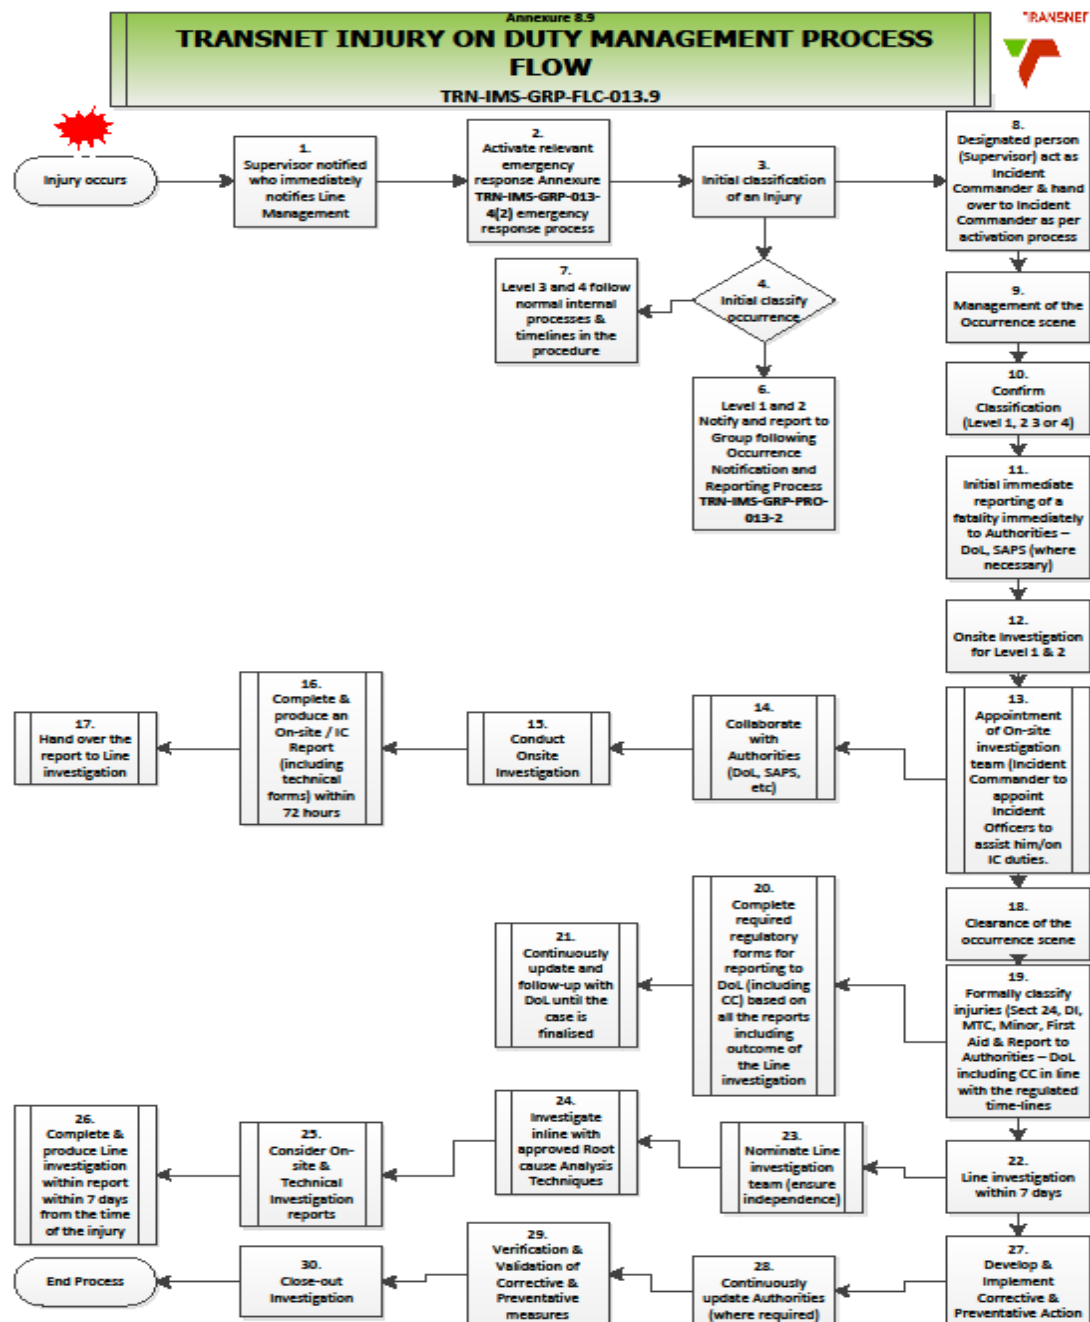 Annexure 8.9
TRANSNET INJURY ON DUTY MANAGEMENT PROCESS
FLOW
TRN-IMS-GRP-FLC-013.9
TRANSNET
Injury occurs
1.
Supervisor notified
who immediately
notifies Line
Management
2.
Activate relevant
emergency
response Annexure
TRN-IMS-GRP-013-
4(2) emergency
response process
3.
Initial classification
of an Injury
8.
Designated person
(Supervisor) act as
Incident
Commander & hand
over to Incident
Commander as per
activation process
7.
Level 3 and 4 follow
normal internal
processes &
timelines in the
procedure
4.
Initial classify
occurrence
9.
Management of the
Occurrence scene
6.
Level 1 and 2
Notify and report to
Group following
Occurrence
Notification and
Reporting Process
TRN-IMS-GRP-PRO-
013-2
10.
Confirm
Classification
(Level 1, 2 3 or 4)
11.
Initial immediate
reporting of a
fatality immediately
to Authorities –
DoL, SAPS (where
necessary)
12.
Onsite Investigation
for Level 1 & 2
17.
Hand over the
report to Line
investigation
16.
Complete &
produce an
On-site / IC
Report
(including
technical
forms) within
72 hours
15.
Conduct
Onsite
Investigation
14.
Collaborate
with
Authorities
(DoL, SAPS,
etc)
13.
Appointment
of On-site
investigation
team (Incident
Commander to
appoint
Incident
Officers to
assist him/on
IC duties.
18.
Clearance of the
occurrence scene
21.
Continuously
update and
follow-up with
DoL until the
case is
finalised
20.
Complete
required
regulatory
forms for
reporting to
DoL (including
CC) based on
all the reports
including
outcome of
the Line
investigation
19.
Formally classify
injuries (Sect 24, DI,
MTC, Minor, First
Aid & Report to
Authorities – DoL
including CC in line
with the regulated
time-lines
26.
Complete &
produce Line
investigation
within report
within 7 days
from the time
of the injury
25.
Consider On-
site &
Technical
Investigation
reports
24.
Investigate
inline with
approved Root
cause Analysis
Techniques
23.
Nominate Line
investigation
team (ensure
independence)
22.
Line investigation
within 7 days
End Process
30.
Close-out
Investigation
29.
Verification &
Validation of
Corrective &
Preventative
measures
28.
Continuously
update Authorities
(where required)
27.
Develop &
Implement
Corrective &
Preventative Action